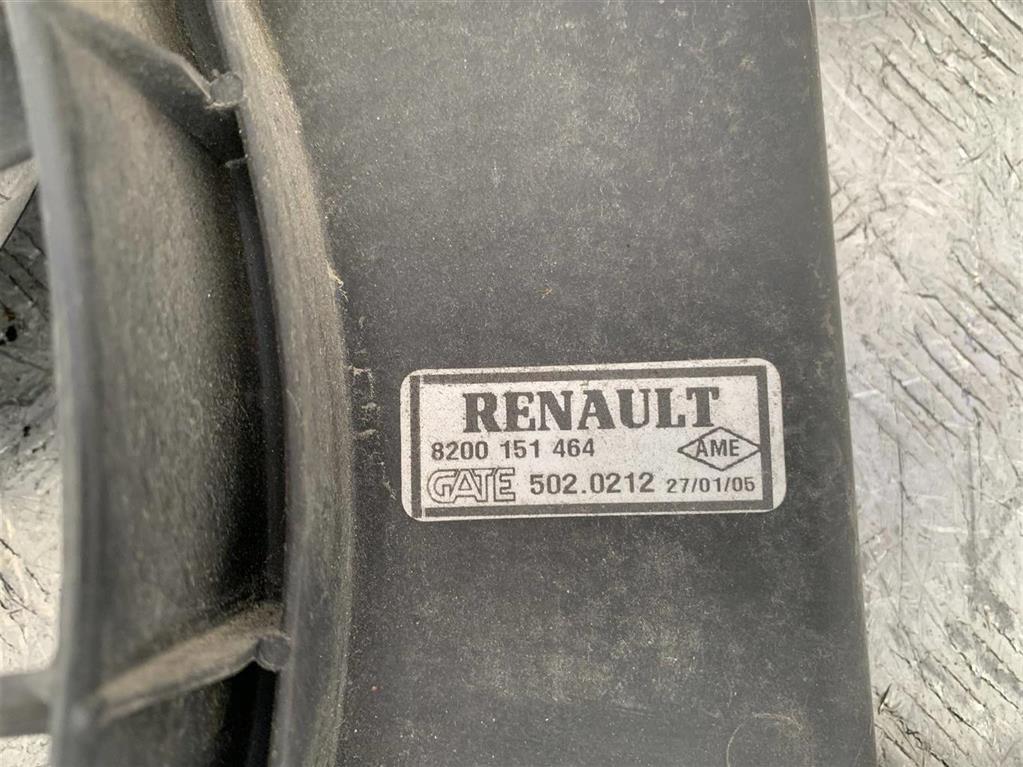 RENAULT
8200 151 464 AME
GATE 502.0212 27/01/05